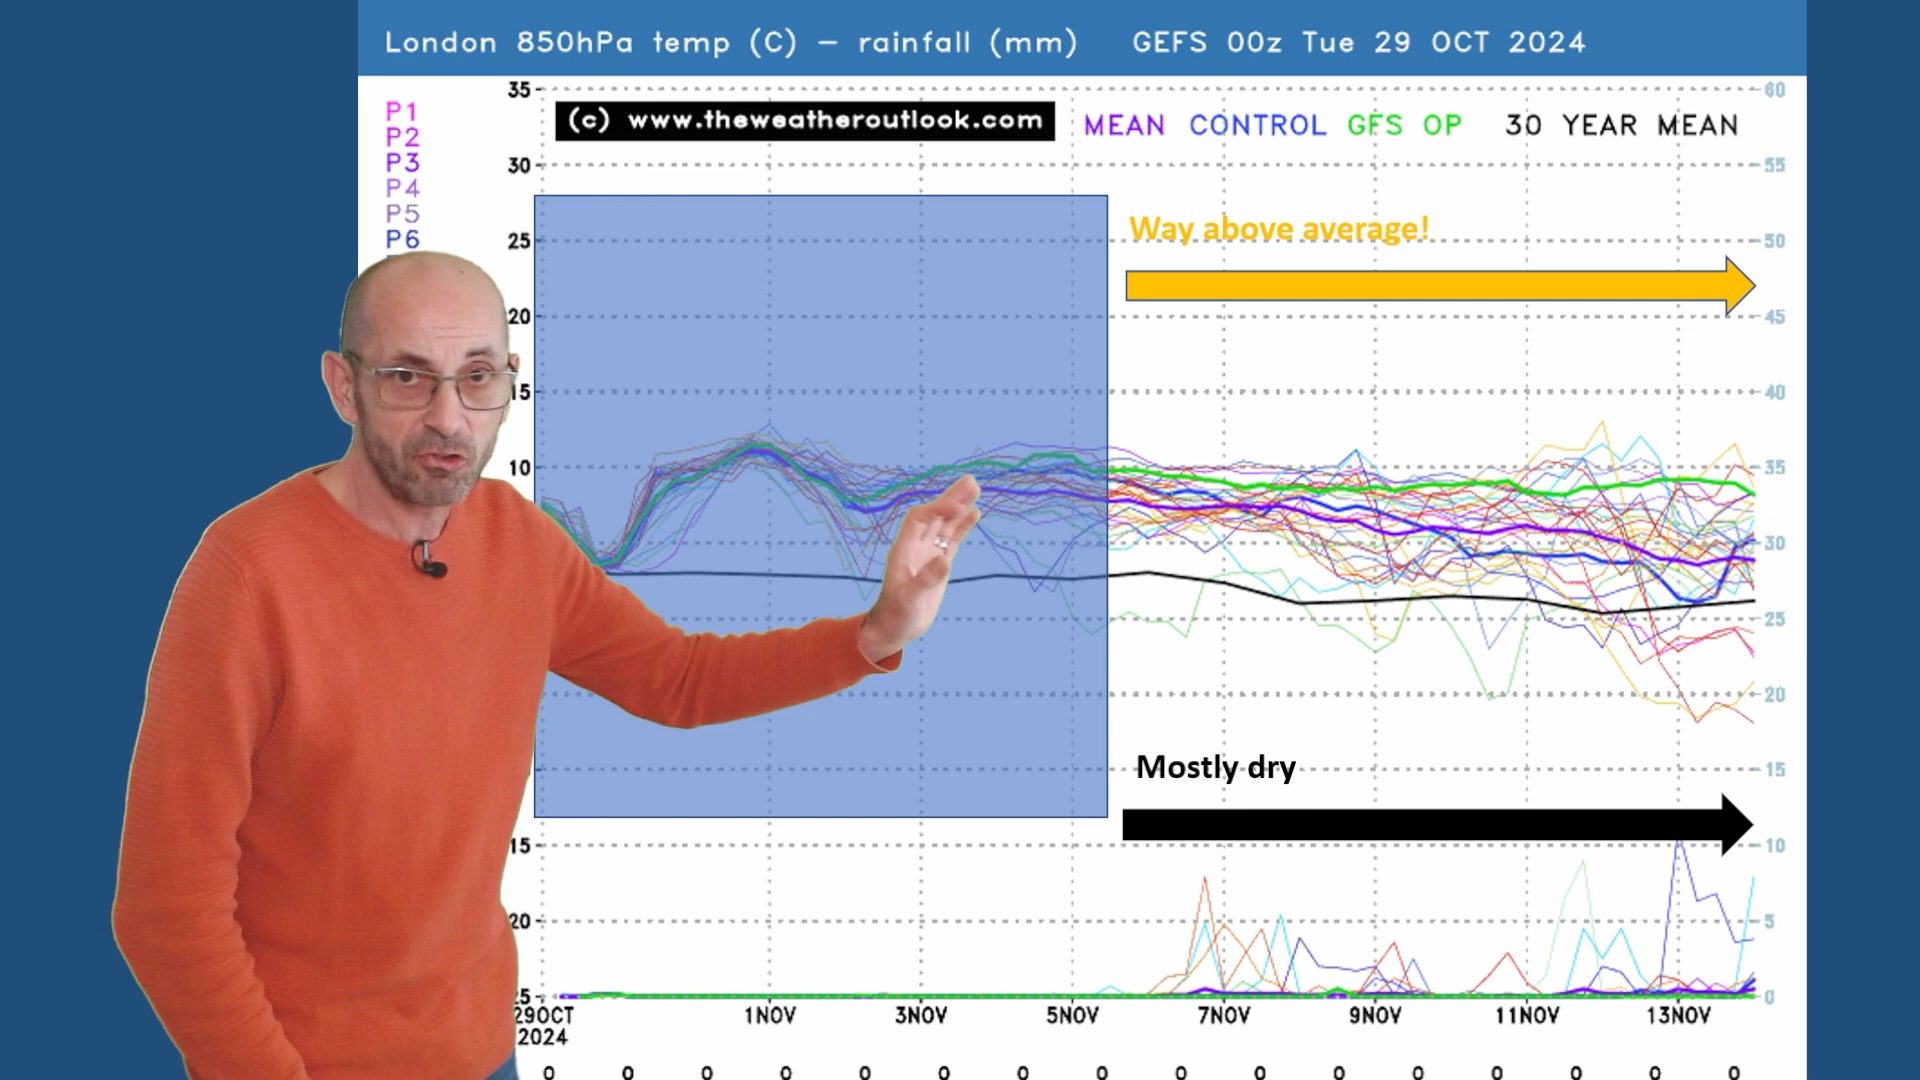 London 850hPa temp (C) – rainfall (mm) GEFS 00z Tue 29 OCT 2024
(c) www.theweatheroutlook.com
MEAN CONTROL GFS OP 30 YEAR MEAN
P1
P2
P3
P4
P5
P6
35
30
25
20
15
10
15
20
5
60
55
50
45
40
35
30
25
20
15
10
5
0
Way above average!
Mostly dry
29OCT 1NOV 3NOV 5NOV 7NOV 9NOV 11NOV 13NOV
2024
0 0 0 0 0 0 0 0 0 0 0 0 0 0 0 0